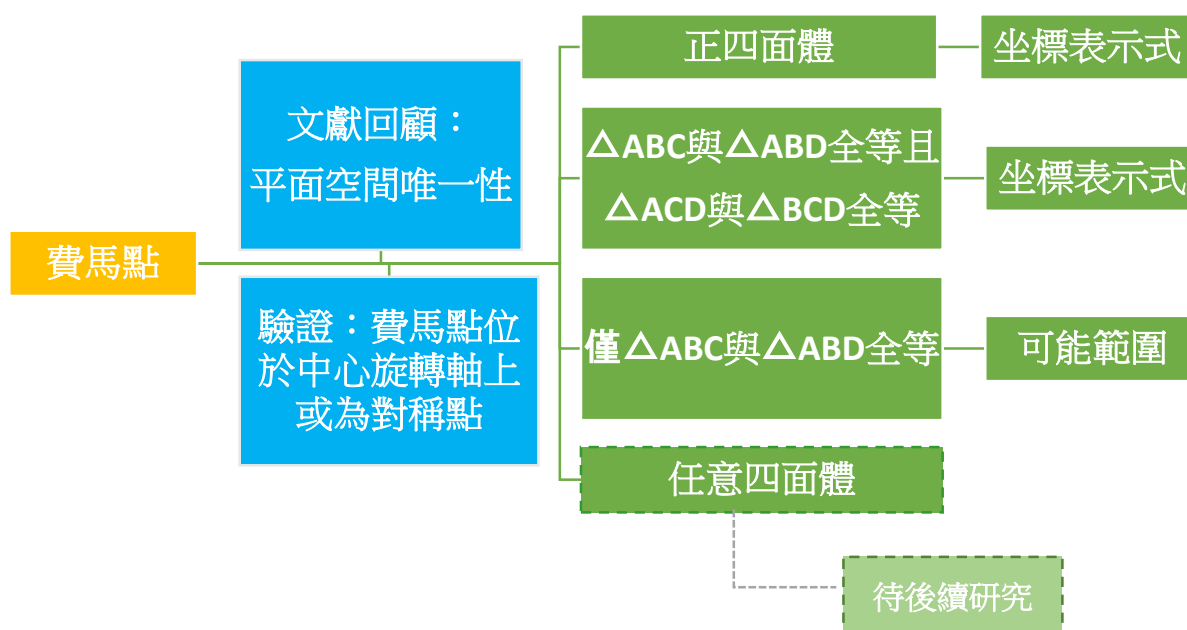 費馬點
文獻回顧：
平面空間唯一性
驗證：費馬點位
於中心旋轉軸上
或為對稱點
正四面體
坐標表示式
△ABC與△ABD全等且
△ACD與△BCD全等
坐標表示式
僅△ABC與△ABD全等
可能範圍
任意四面體
待後續研究